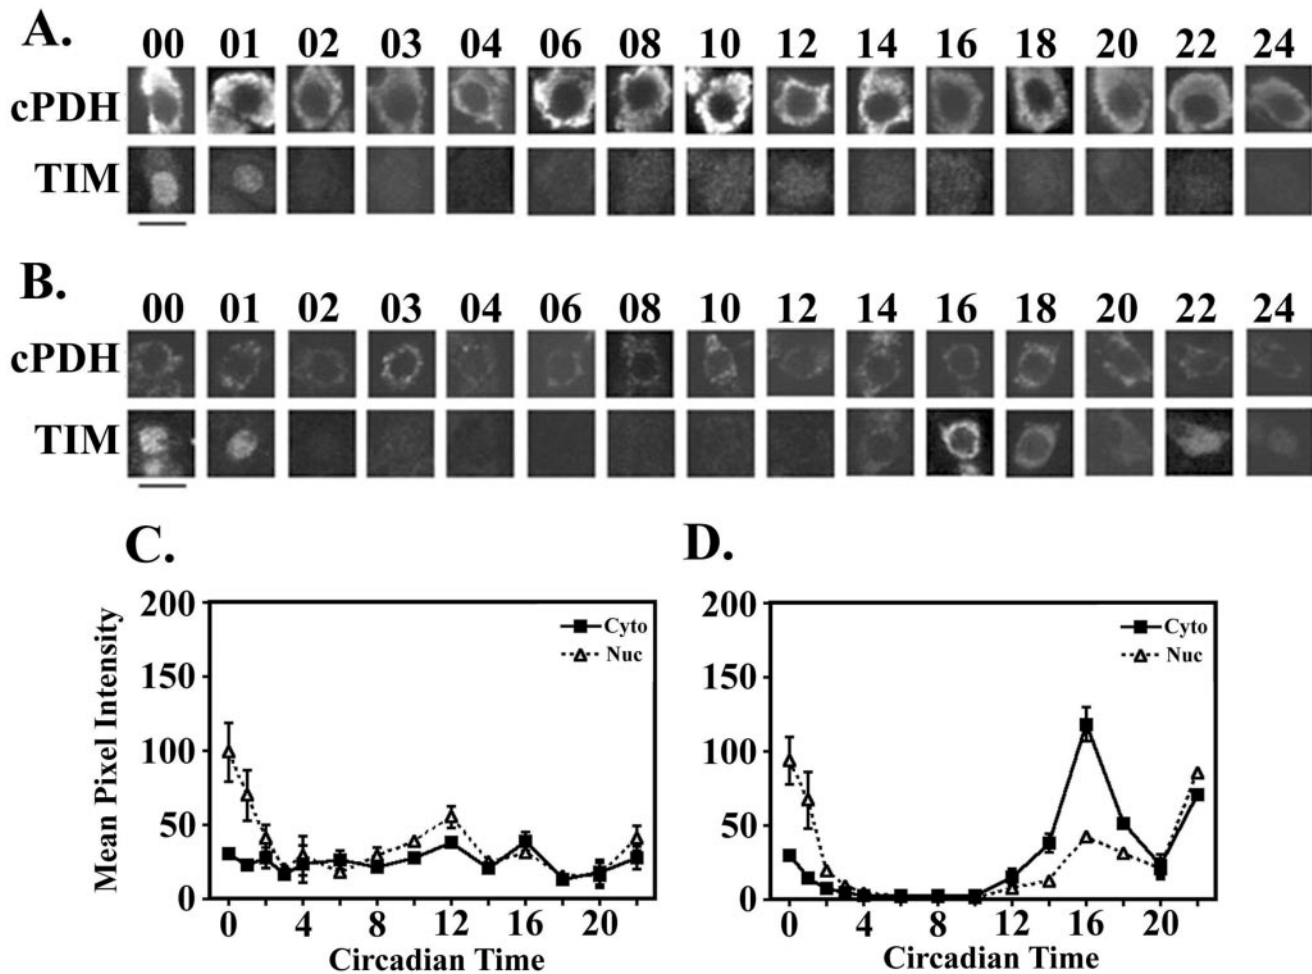 A.
00 01 02 03 04 06 08 10 12 14 16 18 20 22 24
cPDH
TIM
B.
00 01 02 03 04 06 08 10 12 14 16 18 20 22 24
cPDH
TIM
C.
Mean Pixel Intensity
200
150
100
50
0
Cyto
Nuc
0 4 8 12 16 20
Circadian Time
D.
200
150
100
50
0
Cyto
Nuc
0 4 8 12 16 20
Circadian Time